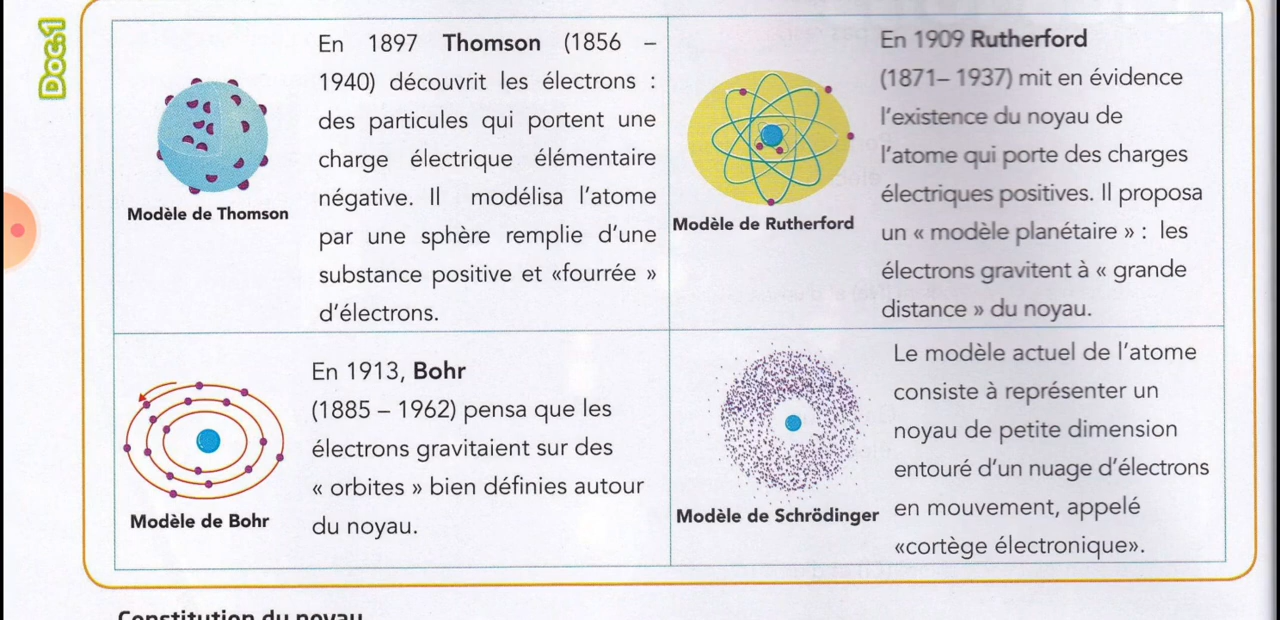 Doc.1
En 1897 Thomson (1856 –
1940) découvrit les électrons :
des particules qui portent une
charge électrique élémentaire
négative. Il modélisa l'atome
par une sphère remplie d'une
substance positive et «fourrée »
d'électrons.
Modèle de Thomson
En 1909 Rutherford
(1871– 1937) mit en évidence
l'existence du noyau de
l'atome qui porte des charges
électriques positives. Il proposa
un « modèle planétaire » : les
électrons gravitent à « grande
distance » du noyau.
Modèle de Rutherford
En 1913, Bohr
(1885 – 1962) pensa que les
électrons gravitaient sur des
« orbites » bien définies autour
du noyau.
Modèle de Bohr
Le modèle actuel de l'atome
consiste à représenter un
noyau de petite dimension
entouré d'un nuage d'électrons
en mouvement, appelé
«cortège électronique».
Modèle de Schrödinger
Constitution du noyau